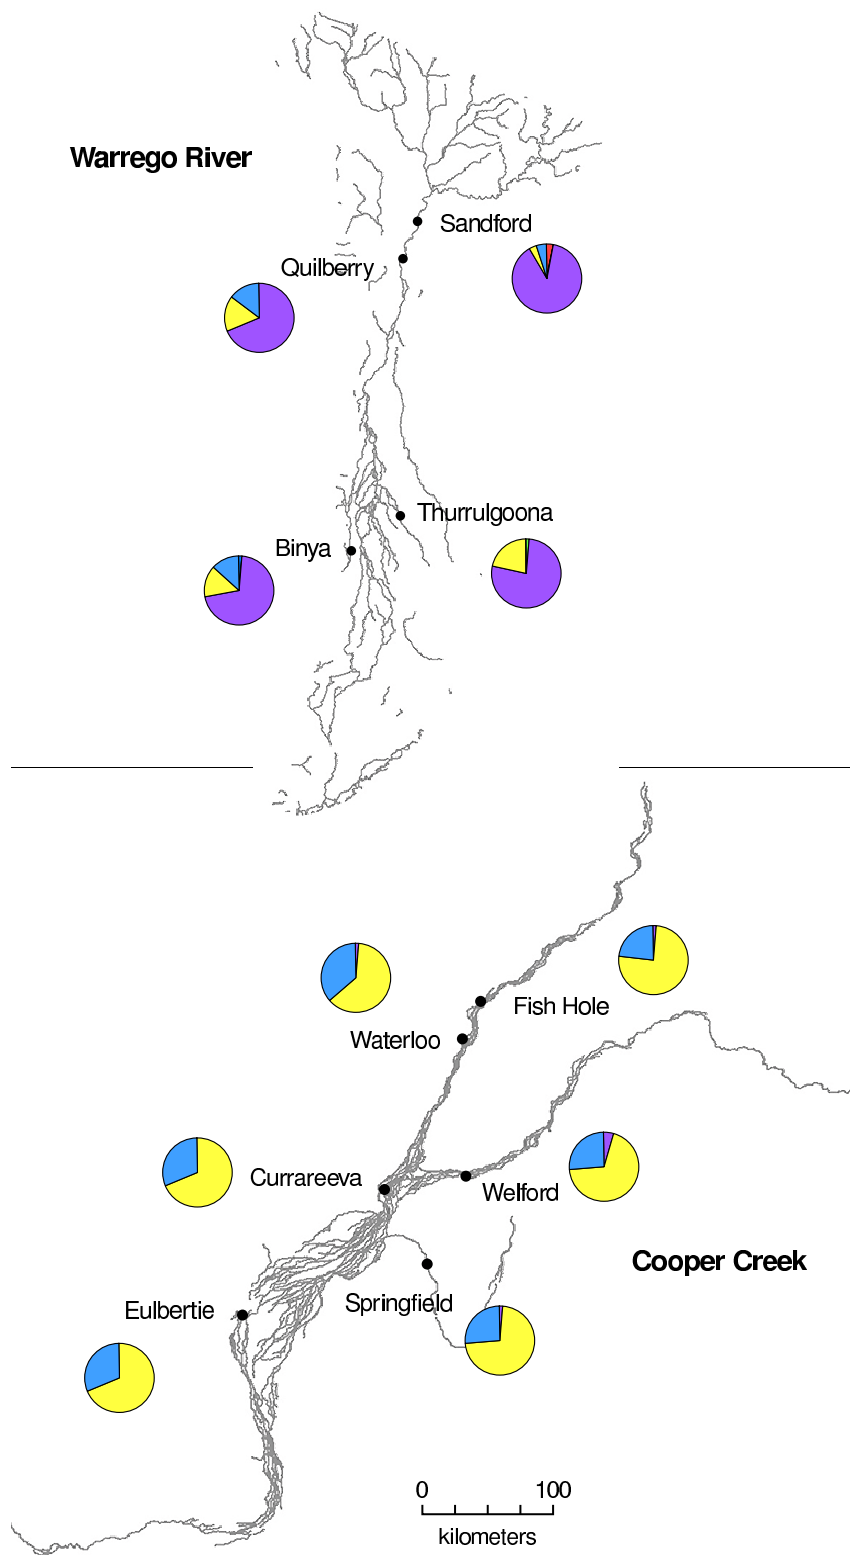 Warrego River
Sandford
Quilberry
Thurrulgoona
Binya
Fish Hole
Waterloo
Currareeva
Welford
Cooper Creek
Springfield
Eulbertie
0 100
kilometers